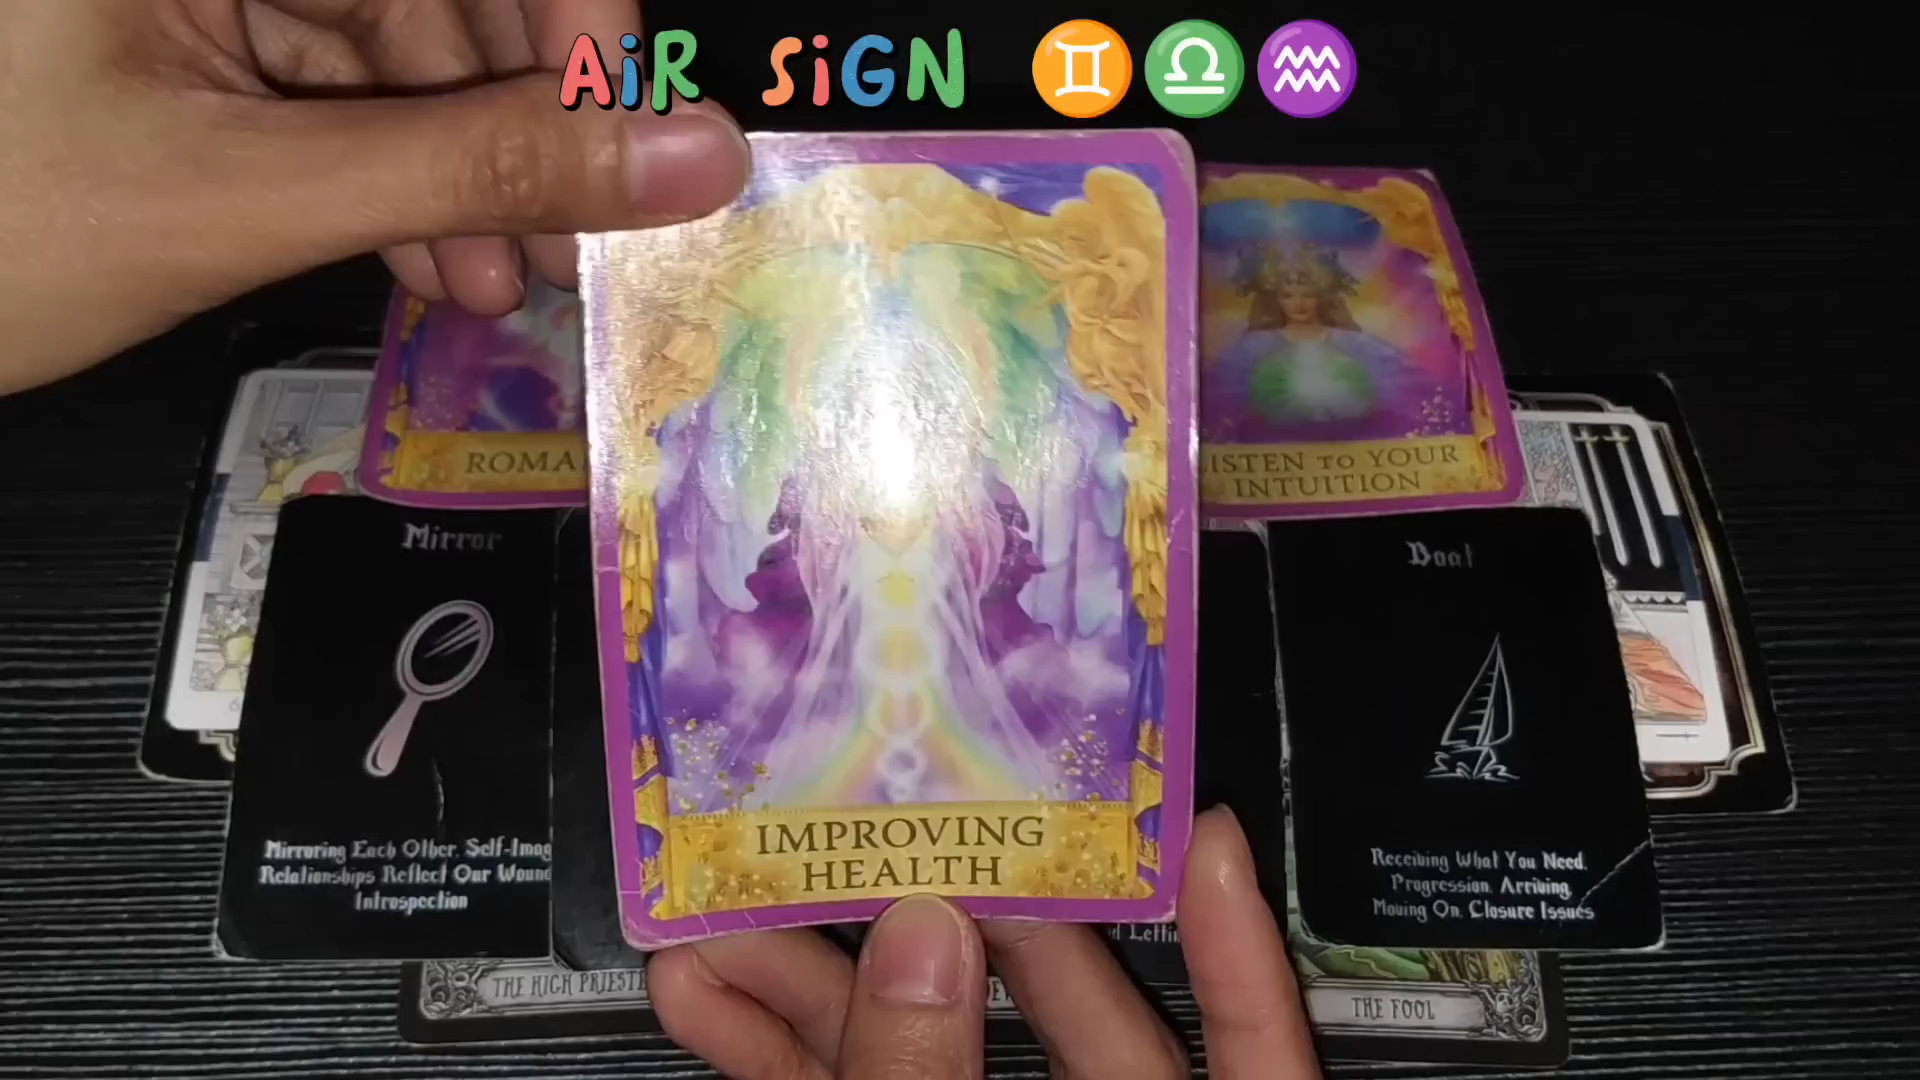 AiR SiGN ♊♎♒
ROMA
LISTEN TO YOUR
INTUITION
Mirror
Boat
IMPROVING
HEALTH
Mirroring Each Other. Self-Imag
Relationships Reflect Our Wound
Introspection
Receiving What You Need.
Progression. Arriving.
Moving On. Closure Issues
THE HIGH PRIESTE
THE FOOL